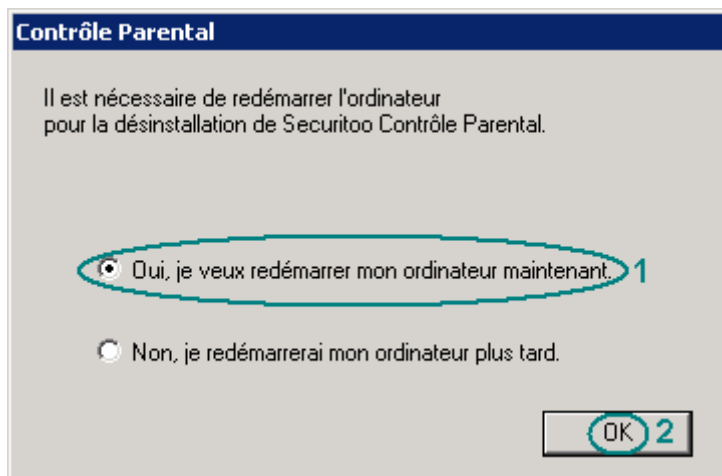 Contrôle Parental
Il est nécessaire de redémarrer l'ordinateur
pour la désinstallation de Securitoo Contrôle Parental.
Oui, je veux redémarrer mon ordinateur maintenant. 1
Non, je redémarrerai mon ordinateur plus tard.
OK 2